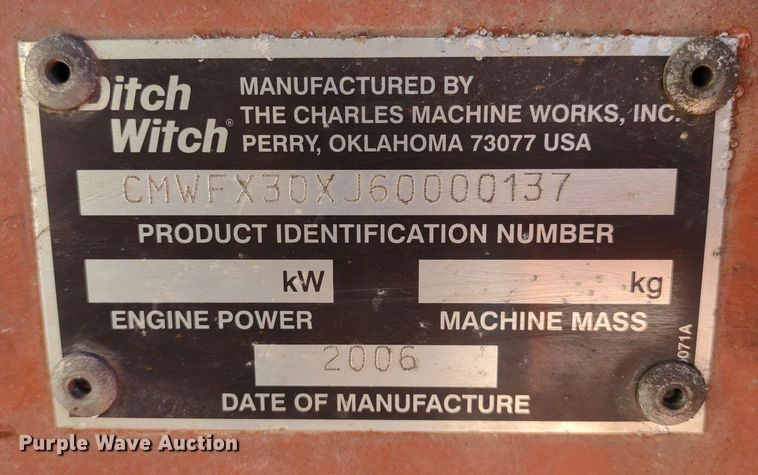 Ditch
Witch®
MANUFACTURED BY
THE CHARLES MACHINE WORKS, INC.
PERRY, OKLAHOMA 73077 USA
CMWFX30XJ60000137
PRODUCT IDENTIFICATION NUMBER
kW
kg
ENGINE POWER
MACHINE MASS
2006
DATE OF MANUFACTURE
071A
Purple Wave Auction